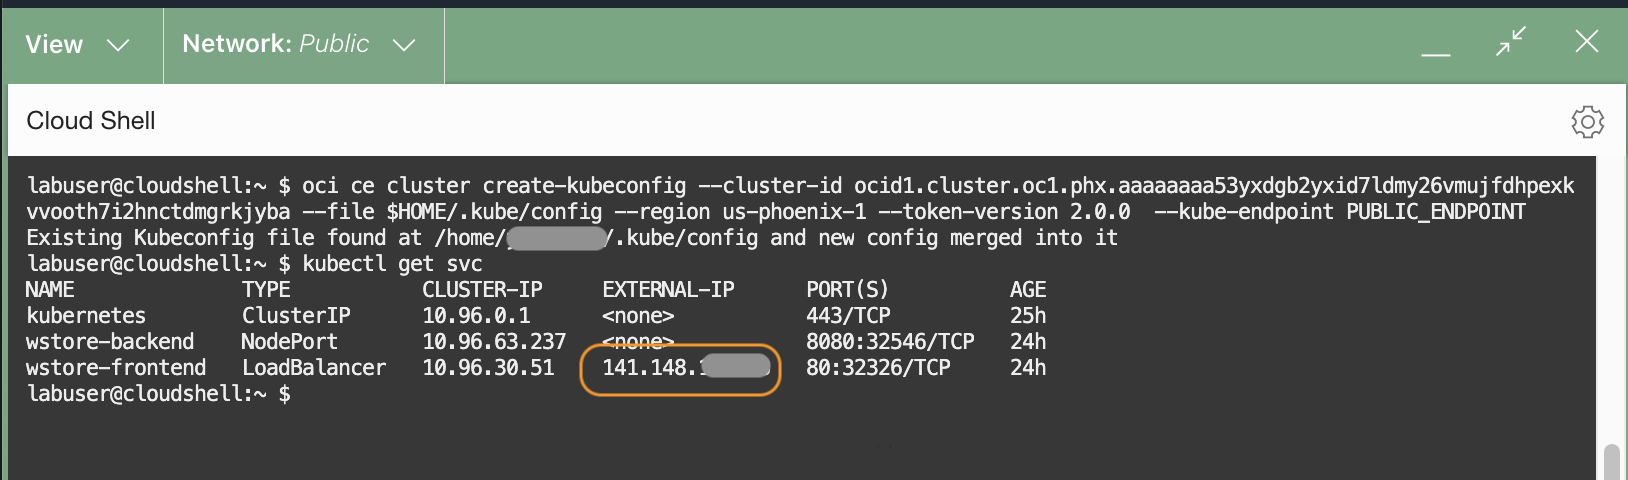 View
Network: Public
Cloud Shell
labuser@cloudshell:~ $ oci ce cluster create-kubeconfig --cluster-id ocid1.cluster.oc1.phx.aaaaaaaa53yxdgb2yxid7ldmy26vmujfdhpexk
vvooth7i2hnctdmgrkjyba --file $HOME/.kube/config --region us-phoenix-1 --token-version 2.0.0 --kube-endpoint PUBLIC_ENDPOINT
Existing Kubeconfig file found at /home/ /.kube/config and new config merged into it
labuser@cloudshell:~ $ kubectl get svc
NAME TYPE CLUSTER-IP EXTERNAL-IP PORT(S) AGE
kubernetes ClusterIP 10.96.0.1 <none> 443/TCP 25h
wstore-backend NodePort 10.96.63.237 <none> 8080:32546/TCP 24h
wstore-frontend LoadBalancer 10.96.30.51 141.148. 80:32326/TCP 24h
labuser@cloudshell:~ $